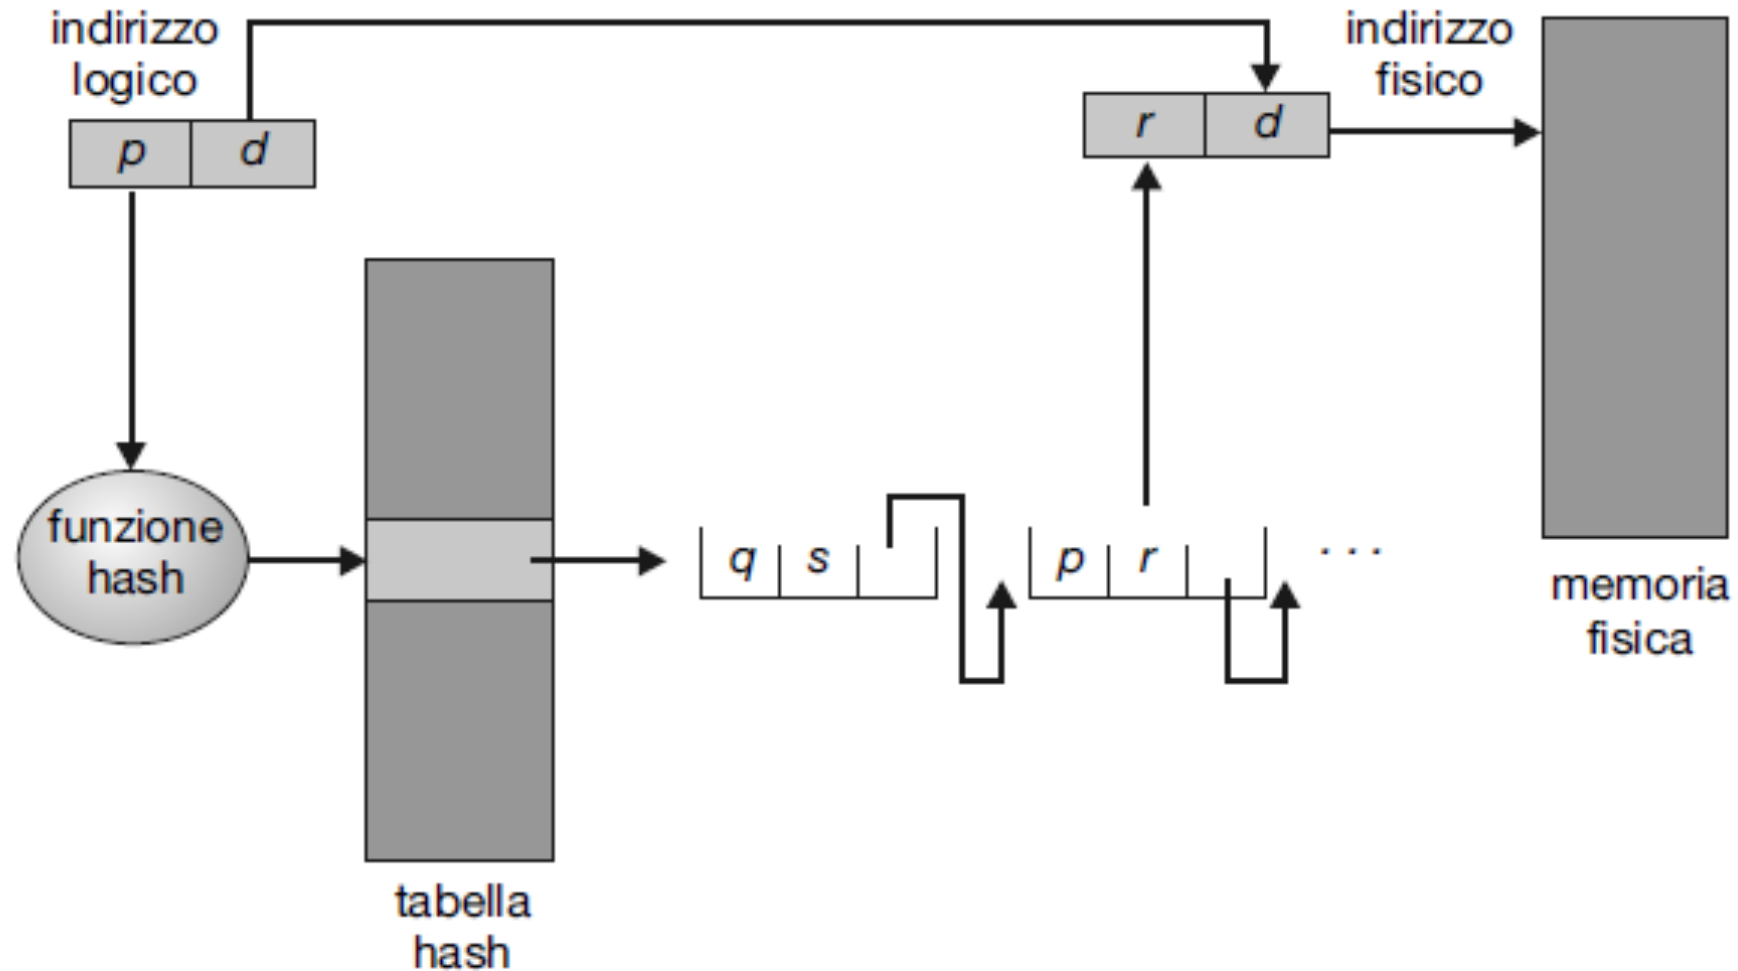 indirizzo
logico
p d
indirizzo
fisico
r d
funzione
hash
q s
p r
. . .
memoria
fisica
tabella
hash